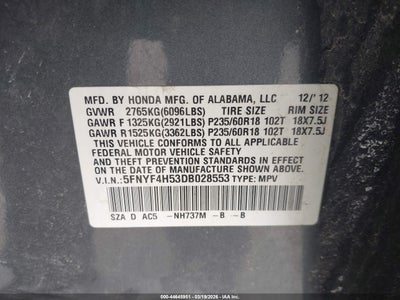 MFD. BY HONDA MFG. OF ALABAMA, LLC 12/'12
GVWR 2765KG(6096LBS) TIRE SIZE RIM SIZE
GAWR F 1325KG(2921LBS) P235/60R18 102T 18X7.5J
GAWR R 1525KG(3362LBS) P235/60R18 102T 18X7.5J
THIS VEHICLE CONFORMS TO ALL APPLICABLE
FEDERAL MOTOR VEHICLE SAFETY AND THEFT
PREVENTION STANDARDS IN EFFECT ON THE DATE
OF MANUFACTURE SHOWN ABOVE.
V.I.N.: 5FNYF4H53DB028553 TYPE: MPV
SZA D AC5 -NH737M -B -B
000-44645951 - 03/19/2026 - IAAI.COM